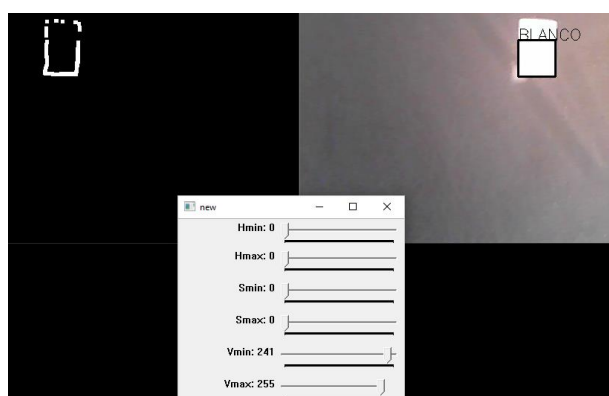 BLANCO
new
Hmin: 0
Hmax: 0
Smin: 0
Smax: 0
Vmin: 241
Vmax: 255